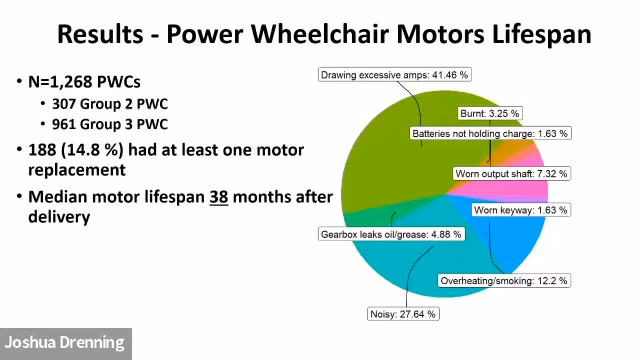 Results - Power Wheelchair Motors Lifespan
• N=1,268 PWCs
• 307 Group 2 PWC
• 961 Group 3 PWC
• 188 (14.8 %) had at least one motor
replacement
• Median motor lifespan 38 months after
delivery
Drawing excessive amps: 41.46 %
Burnt: 3.25 %
Batteries not holding charge: 1.63 %
Worn output shaft: 7.32 %
Worn keyway: 1.63 %
Gearbox leaks oil/grease: 4.88 %
Overheating/smoking: 12.2 %
Noisy: 27.64 %
Joshua Drenning